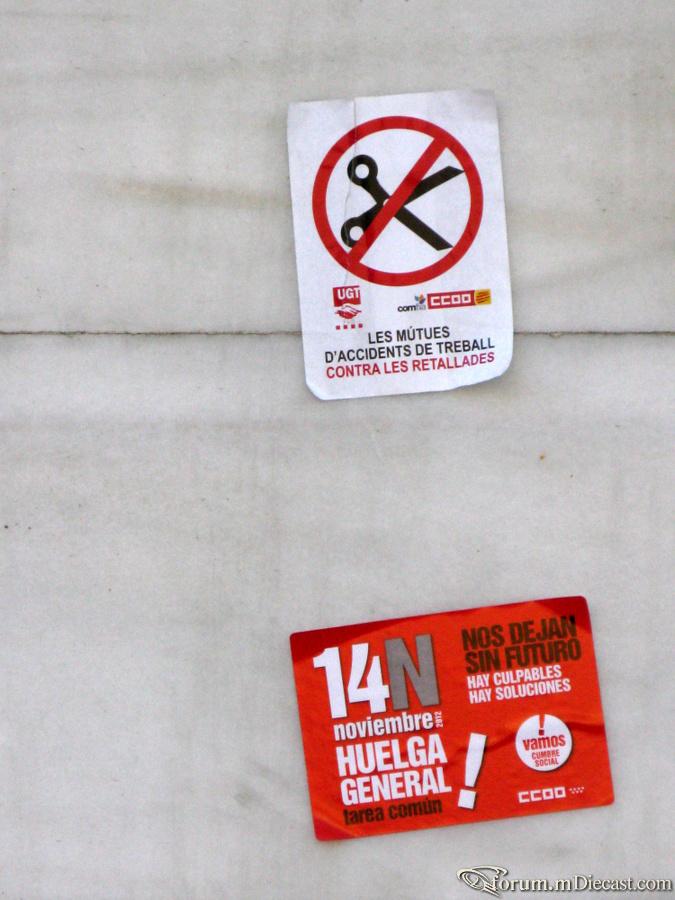 UGT
comfia CCOO
LES MÚTUES
D'ACCIDENTS DE TREBALL
CONTRA LES RETALLADES
14N
noviembre 2012
HUELGA
GENERAL!
tarea común
NOS DEJAN
SIN FUTURO
HAY CULPABLES
HAY SOLUCIONES
!
vamos
CUMBRE
SOCIAL
CCOO
forum.mDiecast.com